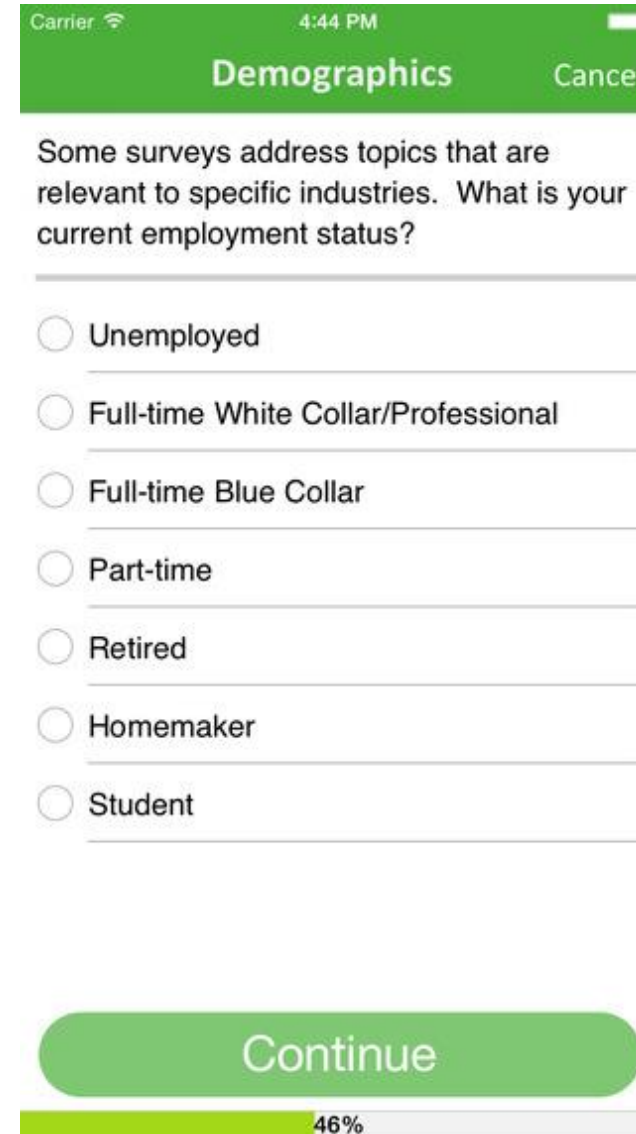 Carrier 4:44 PM
Demographics Cance
Some surveys address topics that are
relevant to specific industries.  What is your
current employment status?
Unemployed
Full-time White Collar/Professional
Full-time Blue Collar
Part-time
Retired
Homemaker
Student
Continue
46%